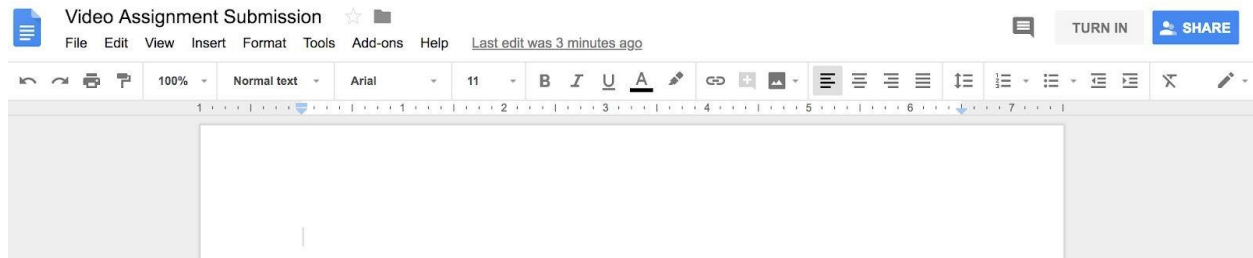 Video Assignment Submission
File Edit View Insert Format Tools Add-ons Help Last edit was 3 minutes ago
TURN IN SHARE
100% Normal text Arial 11 B I U A
1 1 2 3 4 5 6 7